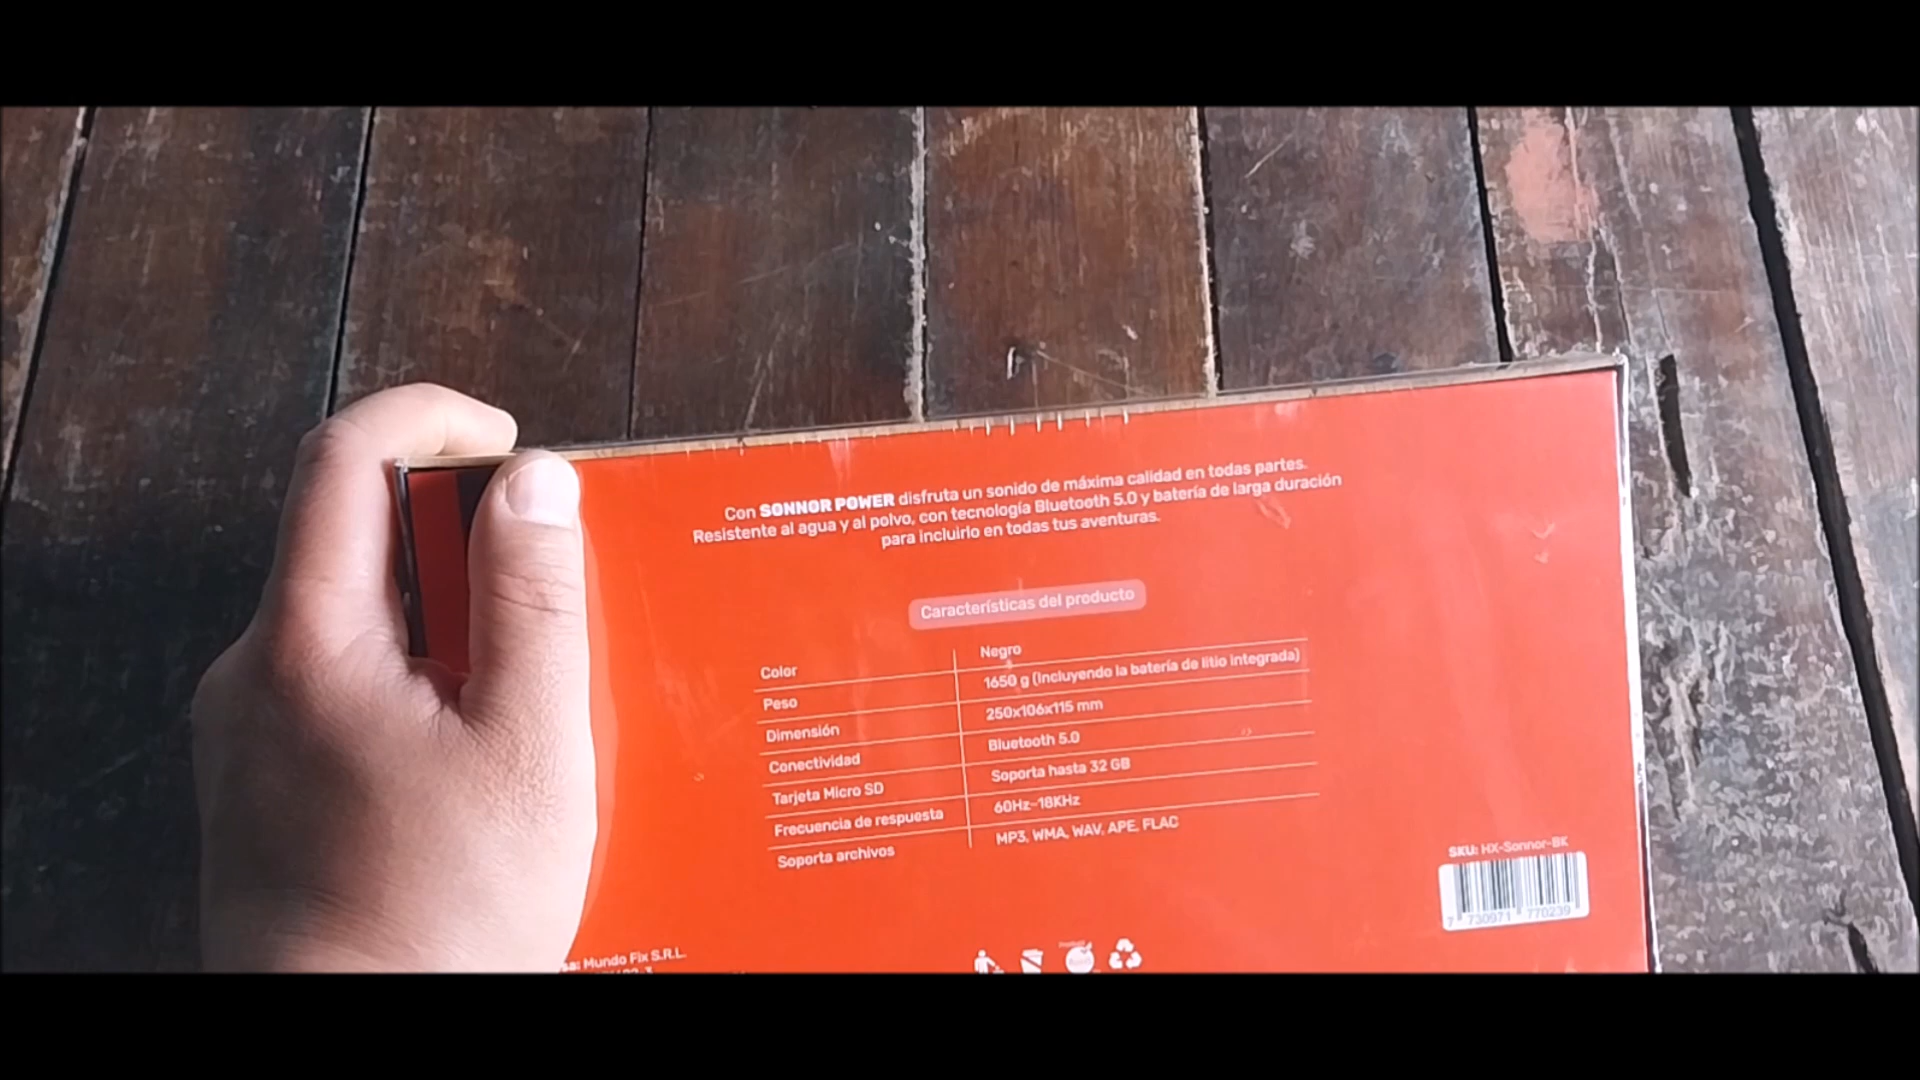 Con SONNOR POWER disfruta un sonido de máxima calidad en todas partes.
Resistente al agua y al polvo, con tecnología Bluetooth 5.0 y batería de larga duración
para incluirlo en todas tus aventuras.
Características del producto
Color Negro
Peso 1650 g (Incluyendo la batería de litio integrada)
Dimensión 250x106x115 mm
Conectividad Bluetooth 5.0
Tarjeta Micro SD Soporta hasta 32 GB
Frecuencia de respuesta 60Hz-18KHz
Soporta archivos MP3, WMA, WAV, APE, FLAC
SKU: HX-Sonnor-BK
7 730971 770239
Mundo Fix S.R.L.